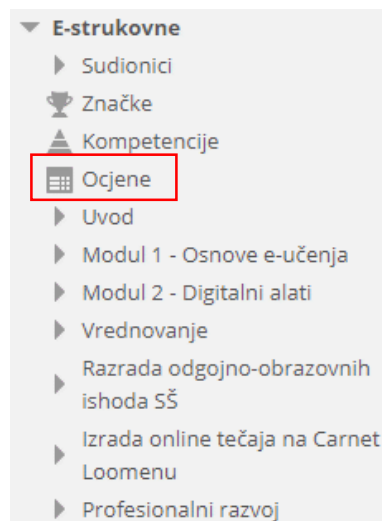 E-strukovne
Sudionici
Značke
Kompetencije
Ocjene
Uvod
Modul 1 - Osnove e-učenja
Modul 2 - Digitalni alati
Vrednovanje
Razrada odgojno-obrazovnih
ishoda SŠ
Izrada online tečaja na Carnet
Loomenu
Profesionalni razvoj